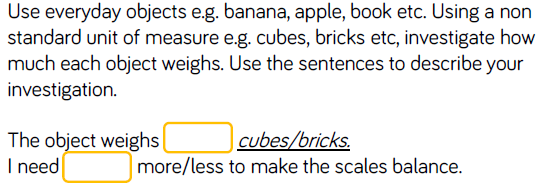 Use everyday objects e.g. banana, apple, book etc. Using a non
standard unit of measure e.g. cubes, bricks etc, investigate how
much each object weighs. Use the sentences to describe your
investigation.
The object weighs cubes/bricks.
I need more/less to make the scales balance.